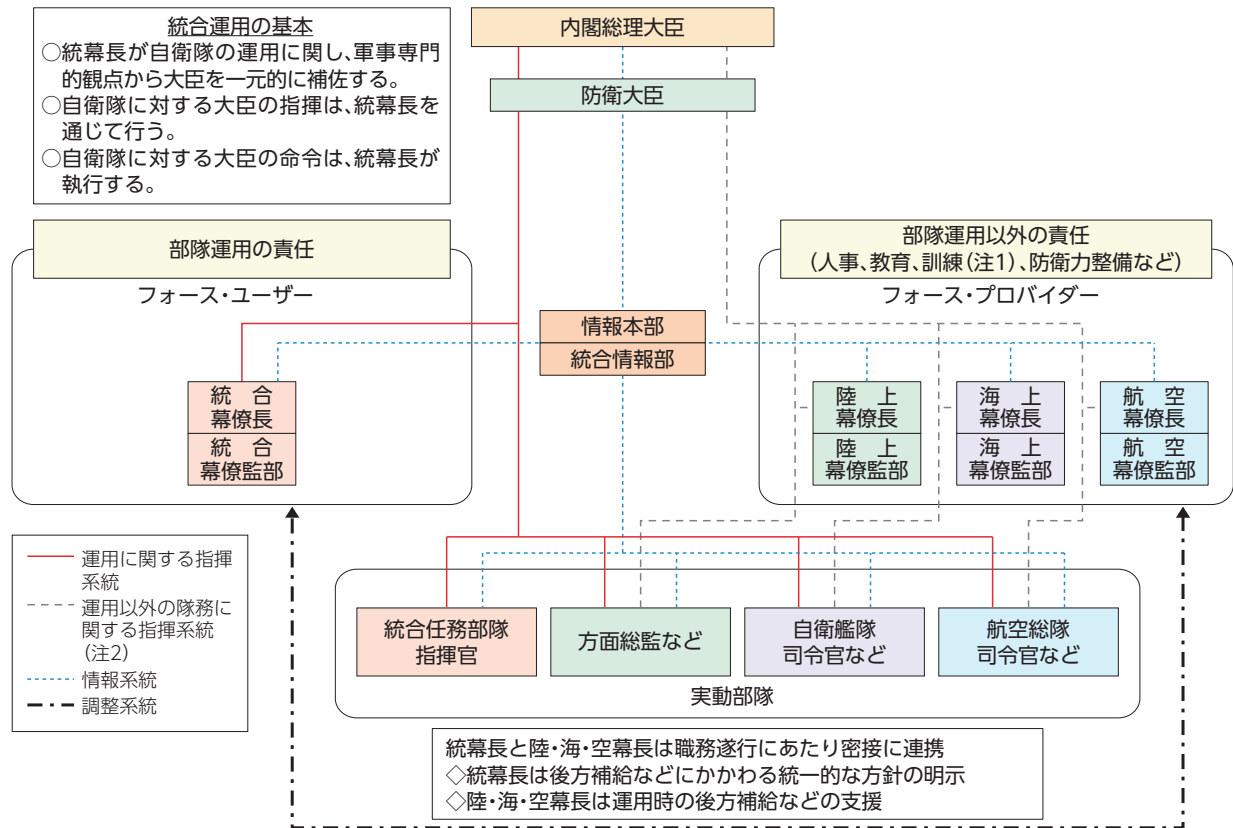 統合運用の基本
○統幕長が自衛隊の運用に関し、軍事専門
的観点から大臣を一元的に補佐する。
○自衛隊に対する大臣の指揮は、統幕長を
通じて行う。
○自衛隊に対する大臣の命令は、統幕長が
執行する。
内閣総理大臣
防衛大臣
部隊運用の責任
フォース・ユーザー
部隊運用以外の責任
(人事、教育、訓練(注1)、防衛力整備など)
フォース・プロバイダー
情報本部
統合情報部
統　合
幕僚長
統　合
幕僚監部
陸　上
幕僚長
陸　上
幕僚監部
海　上
幕僚長
海　上
幕僚監部
航　空
幕僚長
航　空
幕僚監部
運用に関する指揮
系統
運用以外の隊務に
関する指揮系統
(注2)
情報系統
調整系統
統合任務部隊
指揮官
方面総監など
自衛艦隊
司令官など
航空総隊
司令官など
実動部隊
統幕長と陸・海・空幕長は職務遂行にあたり密接に連携
◇統幕長は後方補給などにかかわる統一的な方針の明示
◇陸・海・空幕長は運用時の後方補給などの支援